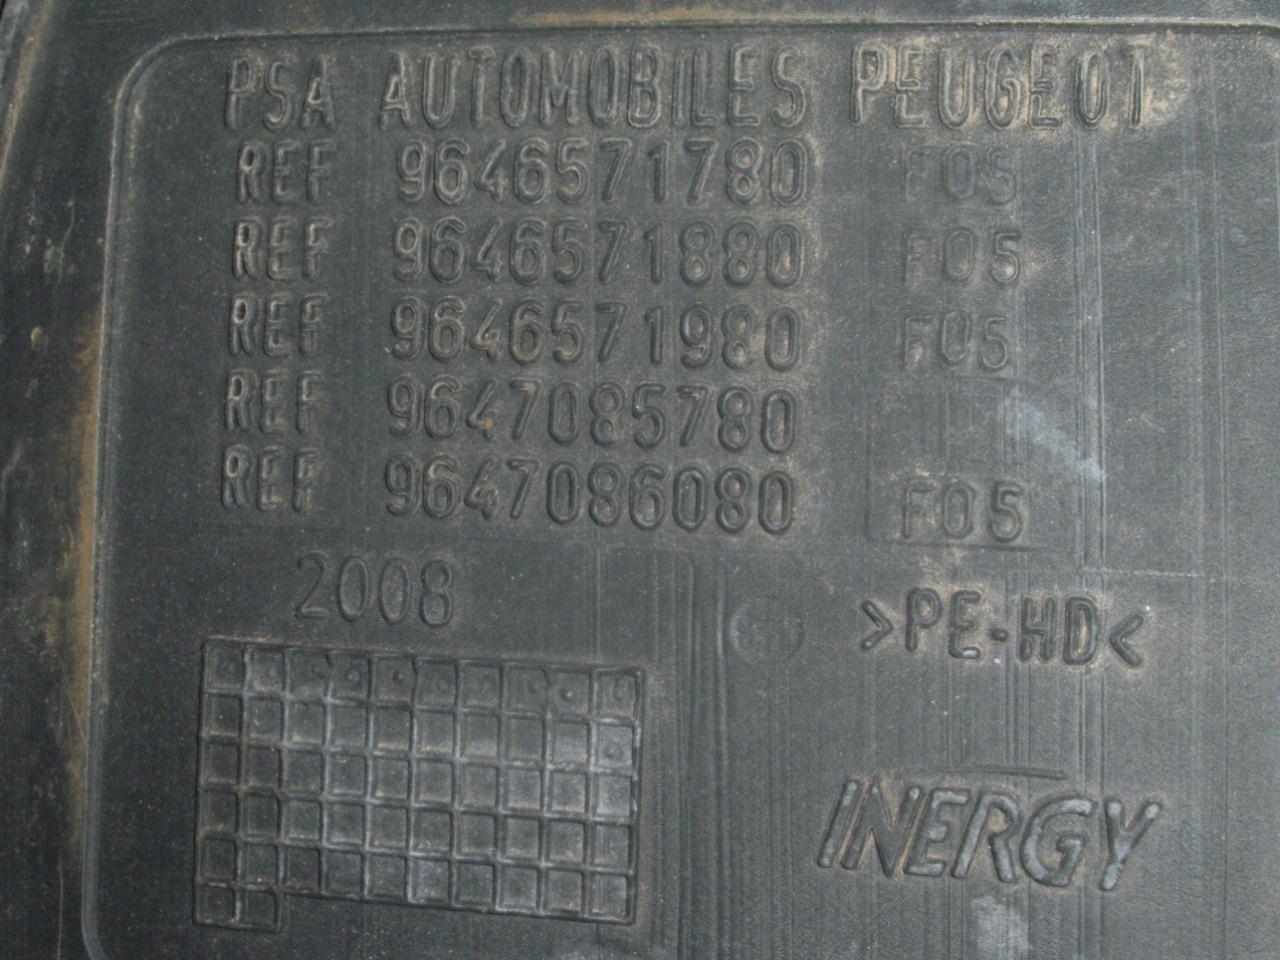 PSA AUTOMOBILES PEUGEOT
REF 9646571780 F05
REF 9646571880 F05
REF 9646571980 F05
REF 9647085780
REF 9647086080 F05
2008
>PE-HD<
INERGY